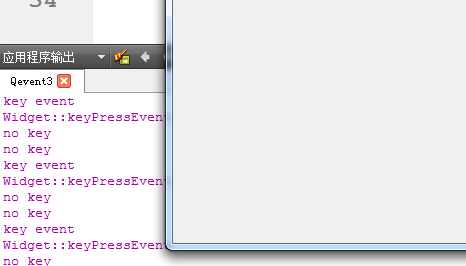 34
应用程序输出
Qevent3
key event
Widget::keyPressEvent
no key
no key
key event
Widget::keyPressEvent
no key
no key
key event
Widget::keyPressEvent
no key